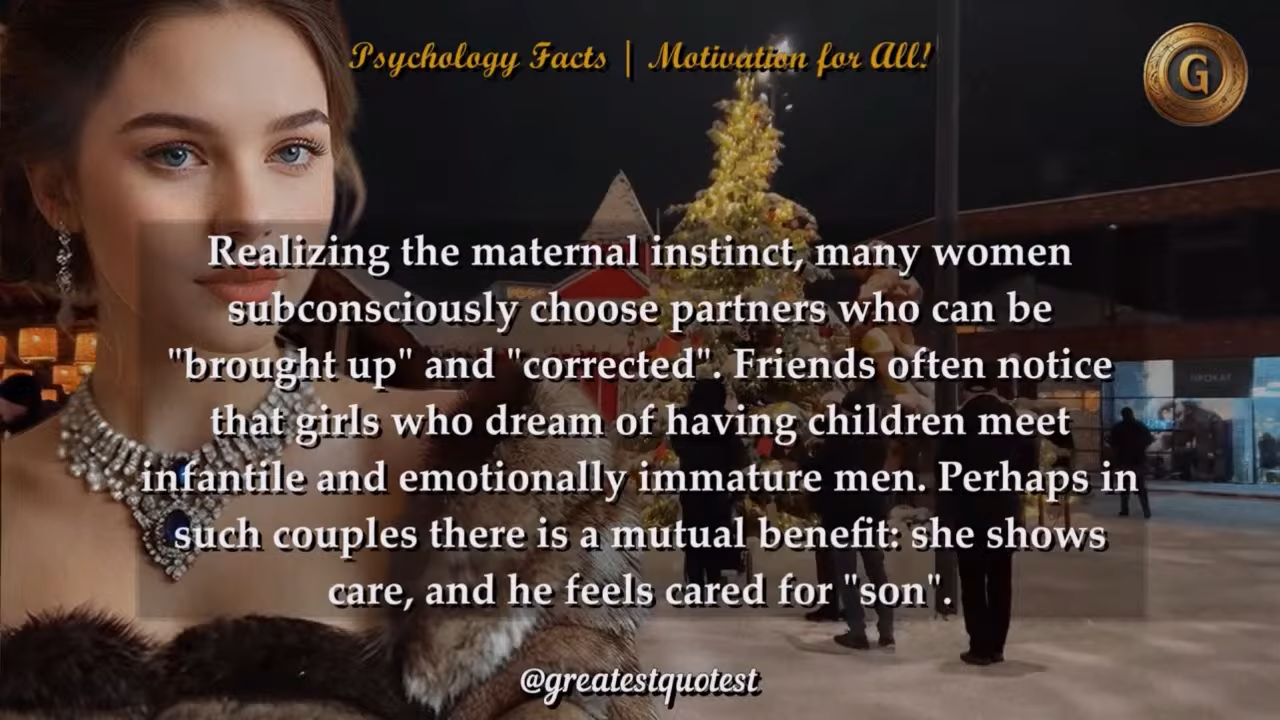 Psychology Facts | Motivation for All!
G
Realizing the maternal instinct, many women
subconsciously choose partners who can be
"brought up" and "corrected". Friends often notice
that girls who dream of having children meet
infantile and emotionally immature men. Perhaps in
such couples there is a mutual benefit: she shows
care, and he feels cared for "son".
@greatestquotest